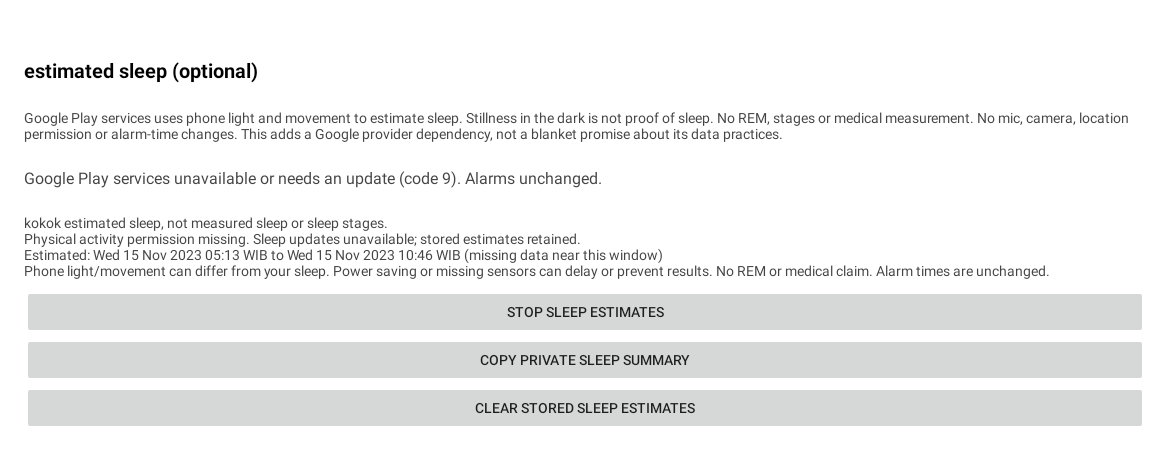 estimated sleep (optional)
Google Play services uses phone light and movement to estimate sleep. Stillness in the dark is not proof of sleep. No REM, stages or medical measurement. No mic, camera, location
permission or alarm-time changes. This adds a Google provider dependency, not a blanket promise about its data practices.
Google Play services unavailable or needs an update (code 9). Alarms unchanged.
kokok estimated sleep, not measured sleep or sleep stages.
Physical activity permission missing. Sleep updates unavailable; stored estimates retained.
Estimated: Wed 15 Nov 2023 05:13 WIB to Wed 15 Nov 2023 10:46 WIB (missing data near this window)
Phone light/movement can differ from your sleep. Power saving or missing sensors can delay or prevent results. No REM or medical claim. Alarm times are unchanged.
STOP SLEEP ESTIMATES
COPY PRIVATE SLEEP SUMMARY
CLEAR STORED SLEEP ESTIMATES